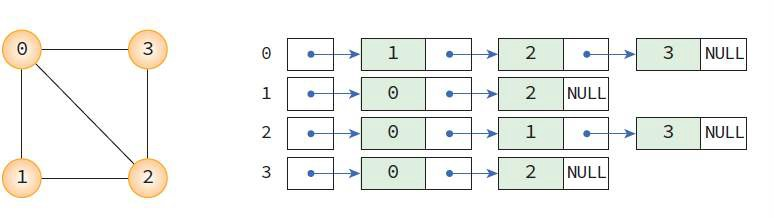 0 3
1 2
0 1 2 3 NULL
1 0 2 NULL
2 0 1 3 NULL
3 0 2 NULL